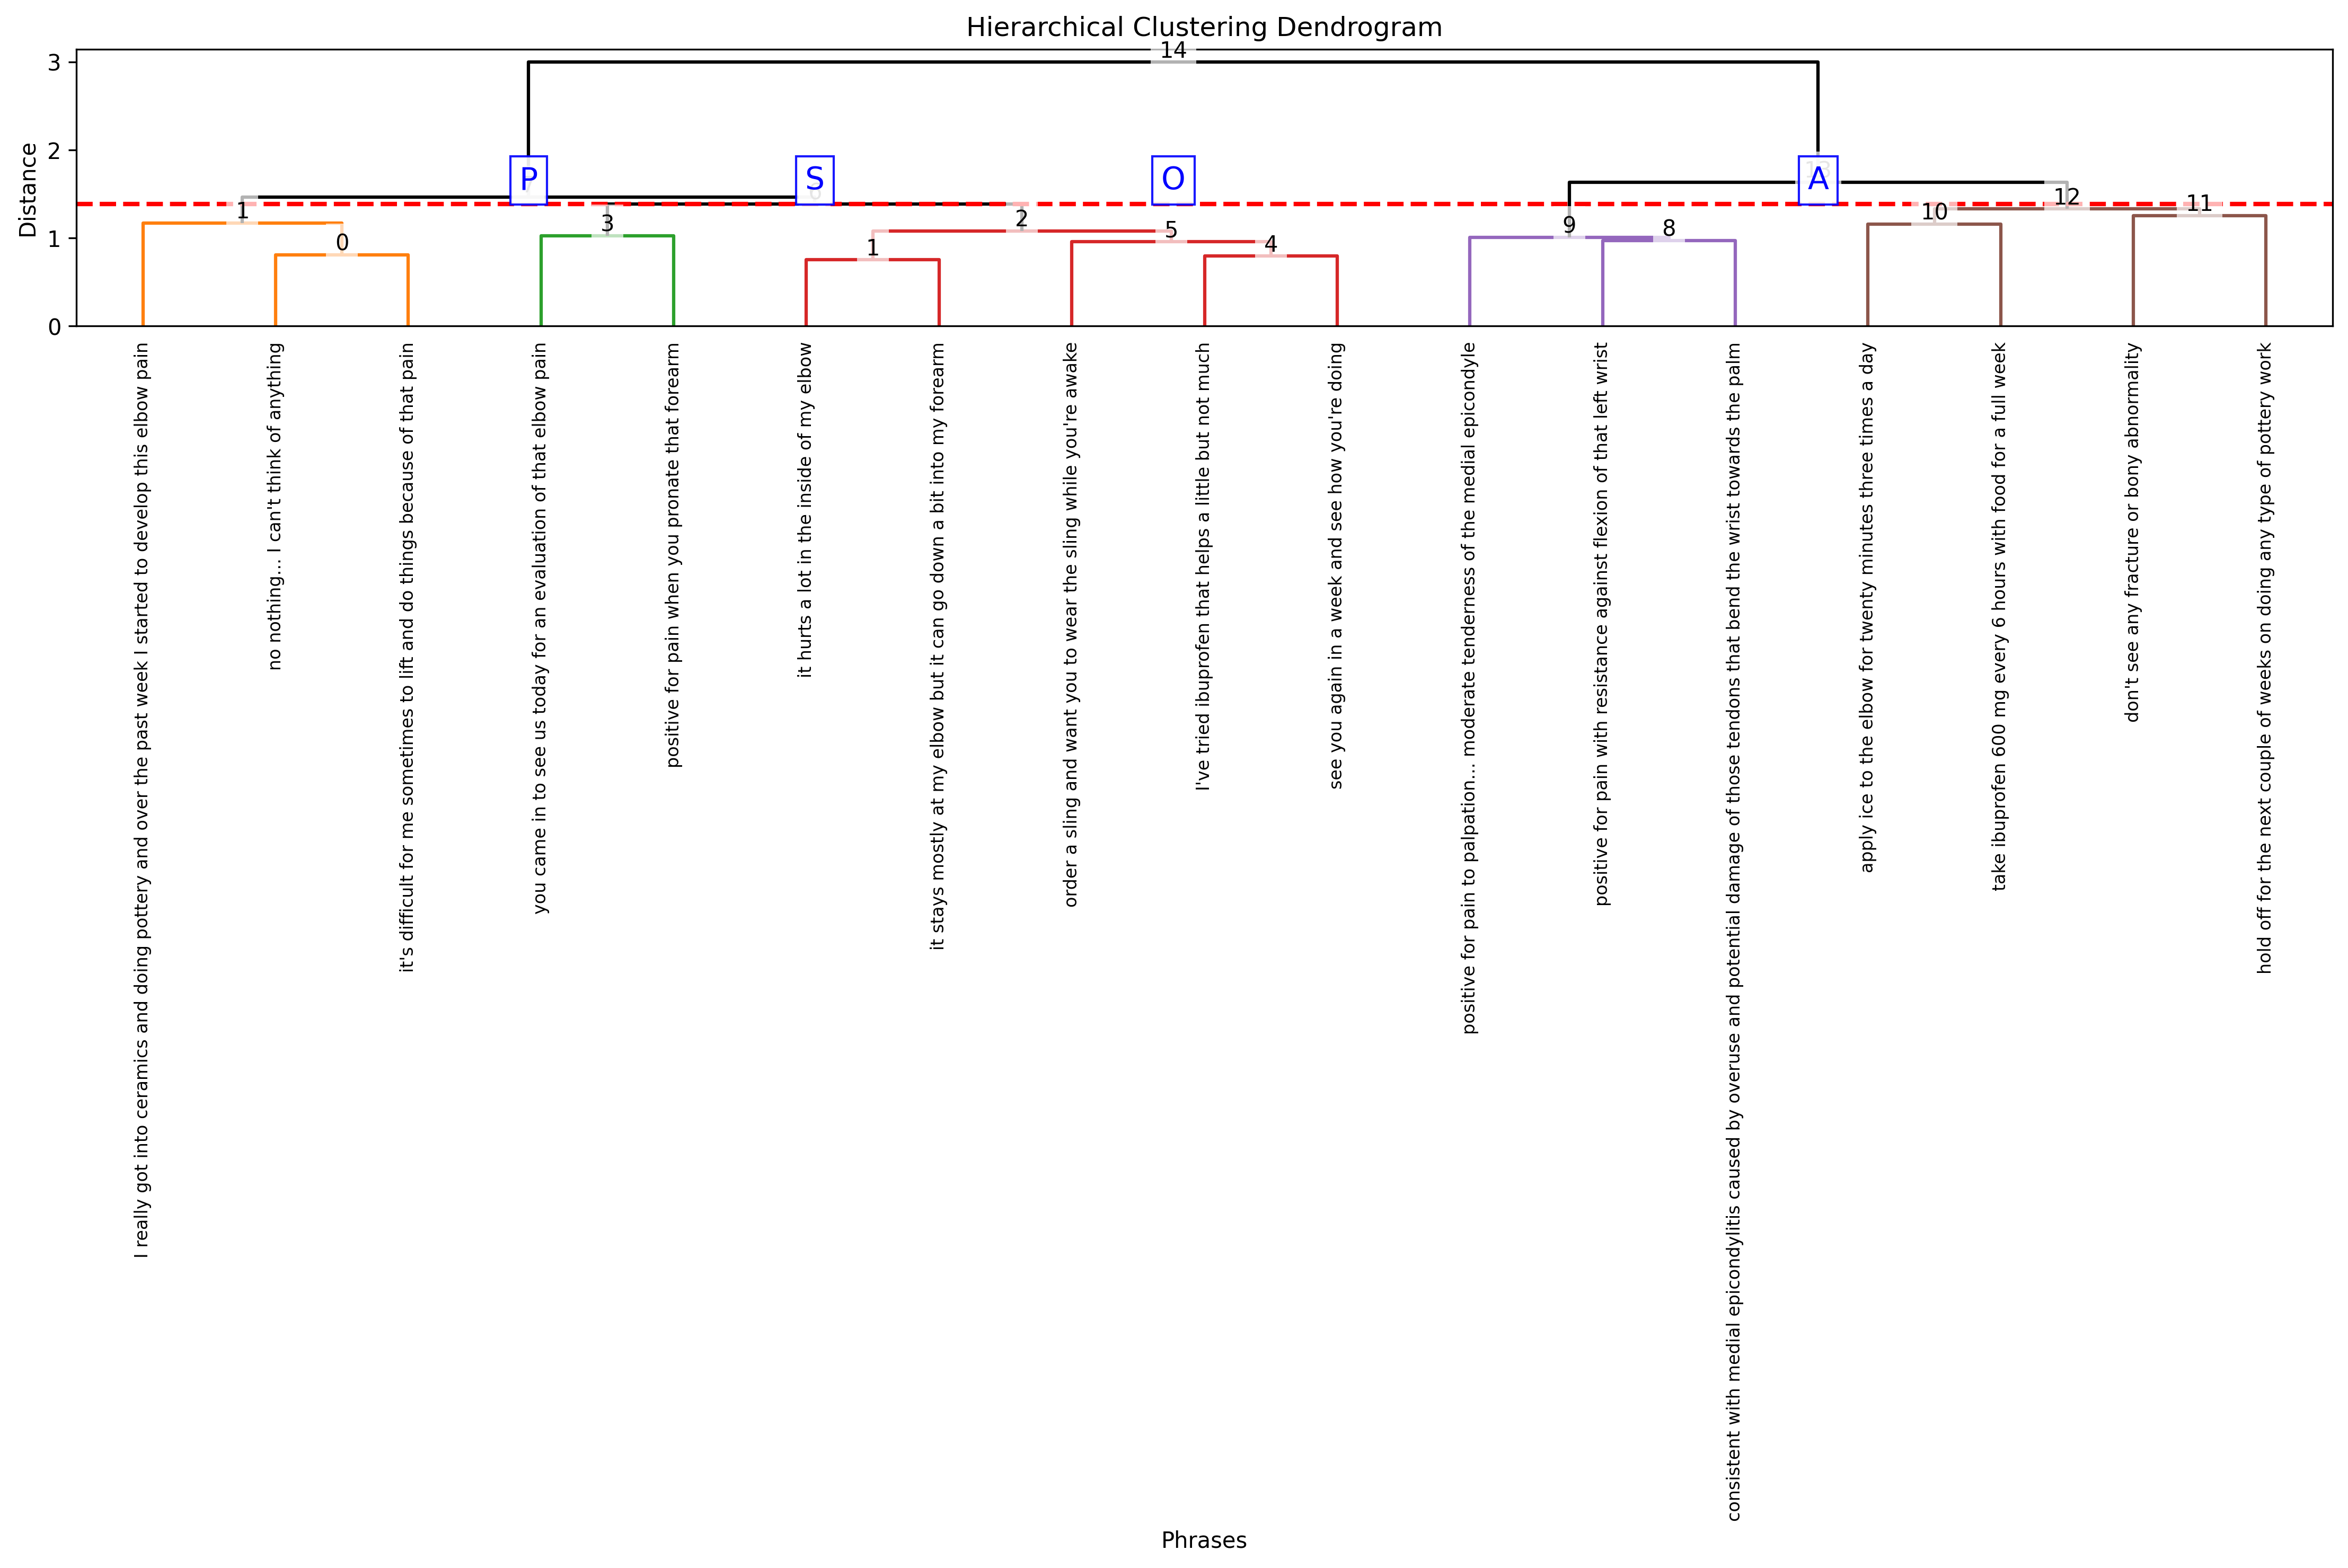 Hierarchical Clustering Dendrogram
14
3
2
1
0
Distance
P
S
O
A
1
0
3
2
1
5
4
9
8
10
12
11
I really got into ceramics and doing pottery and over the past week I started to develop this elbow pain
no nothing... I can't think of anything
it's difficult for me sometimes to lift and do things because of that pain
you came in to see us today for an evaluation of that elbow pain
positive for pain when you pronate that forearm
it hurts a lot in the inside of my elbow
it stays mostly at my elbow but it can go down a bit into my forearm
order a sling and want you to wear the sling while you're awake
I've tried ibuprofen that helps a little but not much
see you again in a week and see how you're doing
positive for pain to palpation... moderate tenderness of the medial epicondyle
positive for pain with resistance against flexion of that left wrist
consistent with medial epicondylitis caused by overuse and potential damage of those tendons that bend the wrist towards the palm
apply ice to the elbow for twenty minutes three times a day
take ibuprofen 600 mg every 6 hours with food for a full week
don't see any fracture or bony abnormality
hold off for the next couple of weeks on doing any type of pottery work
Phrases